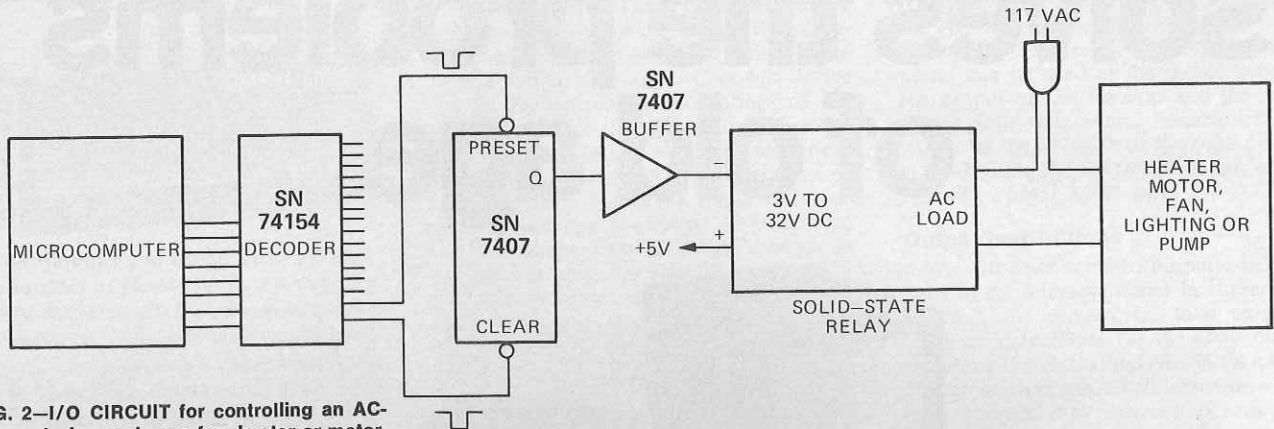 117 VAC
SN
7407
BUFFER
PRESET
Q
SN
7407
CLEAR
SN
74154
DECODER
MICROCOMPUTER
−
3V TO
32V DC
AC
LOAD
+
+5V
SOLID–STATE
RELAY
HEATER
MOTOR,
FAN,
LIGHTING OR
PUMP
G. 2—I/O CIRCUIT for controlling an AC-